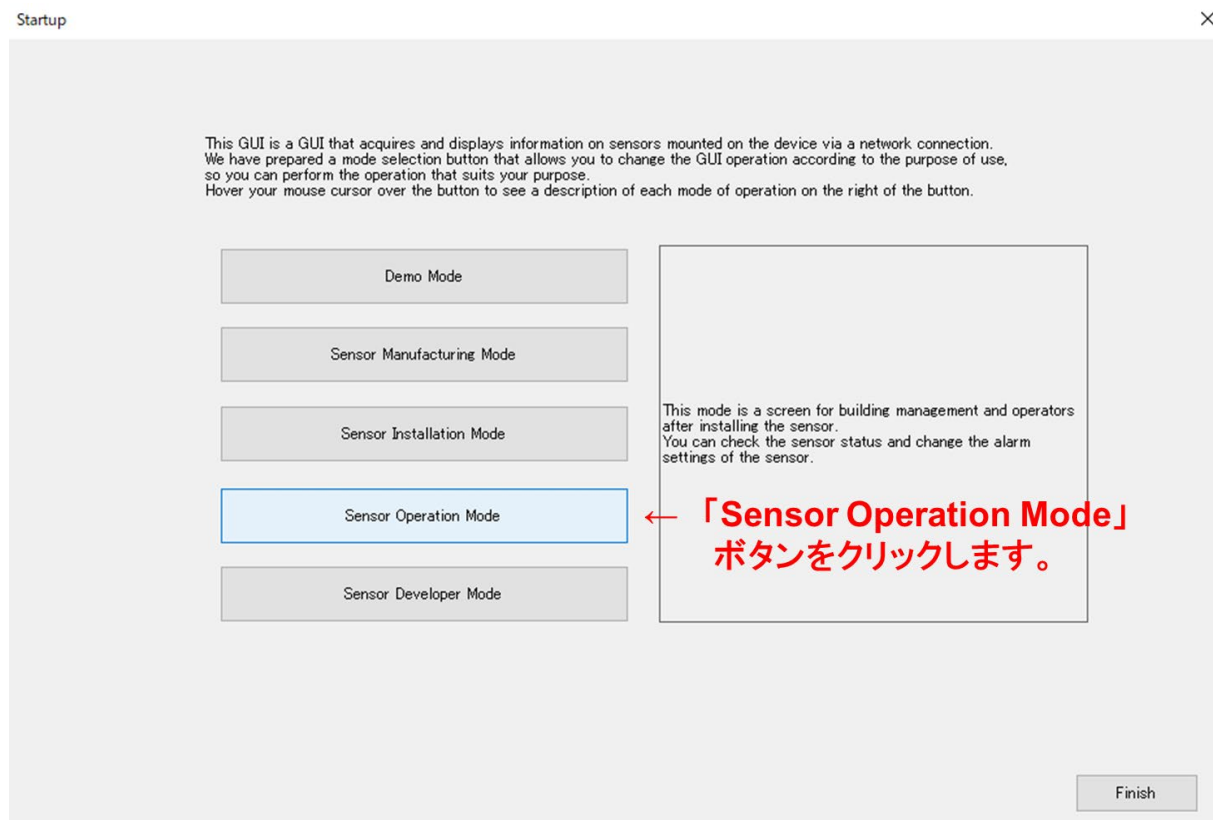 Startup
This GUI is a GUI that acquires and displays information on sensors mounted on the device via a network connection.
We have prepared a mode selection button that allows you to change the GUI operation according to the purpose of use,
so you can perform the operation that suits your purpose.
Hover your mouse cursor over the button to see a description of each mode of operation on the right of the button.
Demo Mode
Sensor Manufacturing Mode
Sensor Installation Mode
Sensor Operation Mode
Sensor Developer Mode
This mode is a screen for building management and operators
after installing the sensor.
You can check the sensor status and change the alarm
settings of the sensor.
← 「Sensor Operation Mode」
ボタンをクリックします。
Finish